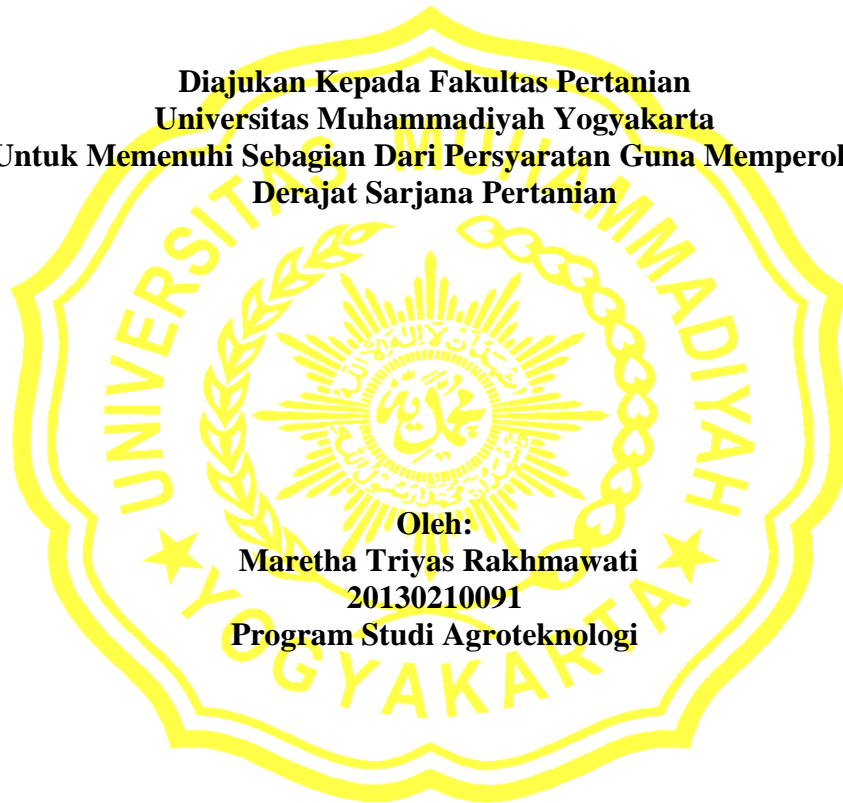 Diajukan Kepada Fakultas Pertanian
Universitas Muhammadiyah Yogyakarta
Untuk Memenuhi Sebagian Dari Persyaratan Guna
Derajat Sarjana Pertanian
UNIVERSITAS MUHAMMADIYAH
Oleh:
Maretha Triyas Rakhmawati
20130210091
Program Studi Agroteknologi
★ YOGYAKARTA ★